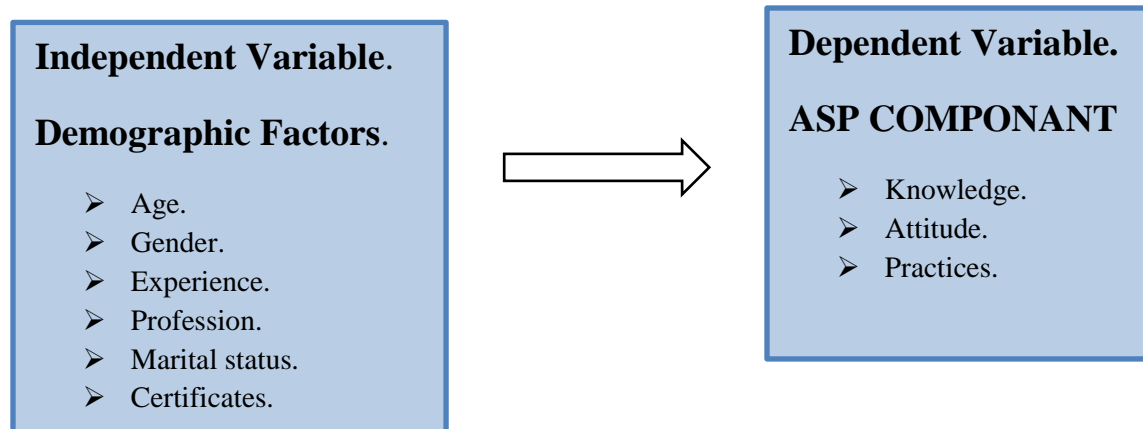 Independent Variable.
Demographic Factors.
➢ Age.
➢ Gender.
➢ Experience.
➢ Profession.
➢ Marital status.
➢ Certificates.
Dependent Variable.
ASP COMPONANT
➢ Knowledge.
➢ Attitude.
➢ Practices.